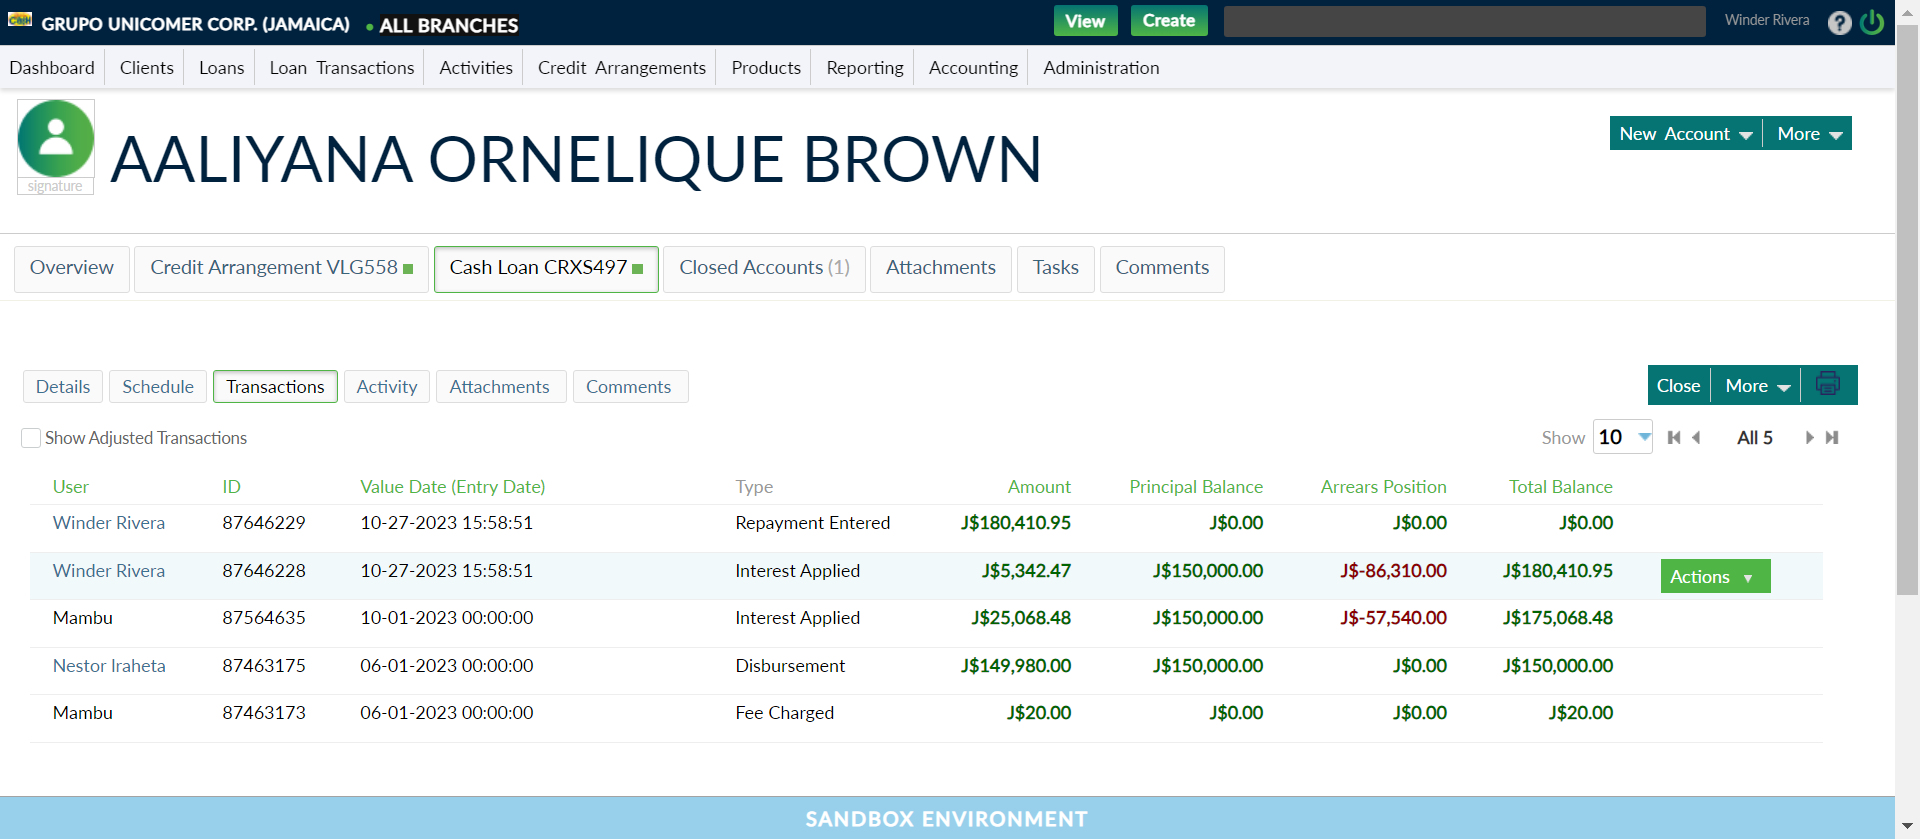 Cash GRUPO UNICOMER CORP. (JAMAICA) • ALL BRANCHES View Create Winder Rivera ?
Dashboard Clients Loans Loan Transactions Activities Credit Arrangements Products Reporting Accounting Administration
signature
AALIYANA ORNELIQUE BROWN
New Account More
Overview Credit Arrangement VLG558 Cash Loan CRXS497 Closed Accounts (1) Attachments Tasks Comments
Details Schedule Transactions Activity Attachments Comments Close More
Show Adjusted Transactions Show 10 All 5
User ID Value Date (Entry Date) Type Amount Principal Balance Arrears Position Total Balance
Winder Rivera 87646229 10-27-2023 15:58:51 Repayment Entered J$180,410.95 J$0.00 J$0.00 J$0.00
Winder Rivera 87646228 10-27-2023 15:58:51 Interest Applied J$5,342.47 J$150,000.00 J$-86,310.00 J$180,410.95 Actions ▼
Mambu 87564635 10-01-2023 00:00:00 Interest Applied J$25,068.48 J$150,000.00 J$-57,540.00 J$175,068.48
Nestor Iraheta 87463175 06-01-2023 00:00:00 Disbursement J$149,980.00 J$150,000.00 J$0.00 J$150,000.00
Mambu 87463173 06-01-2023 00:00:00 Fee Charged J$20.00 J$0.00 J$0.00 J$20.00
SANDBOX ENVIRONMENT